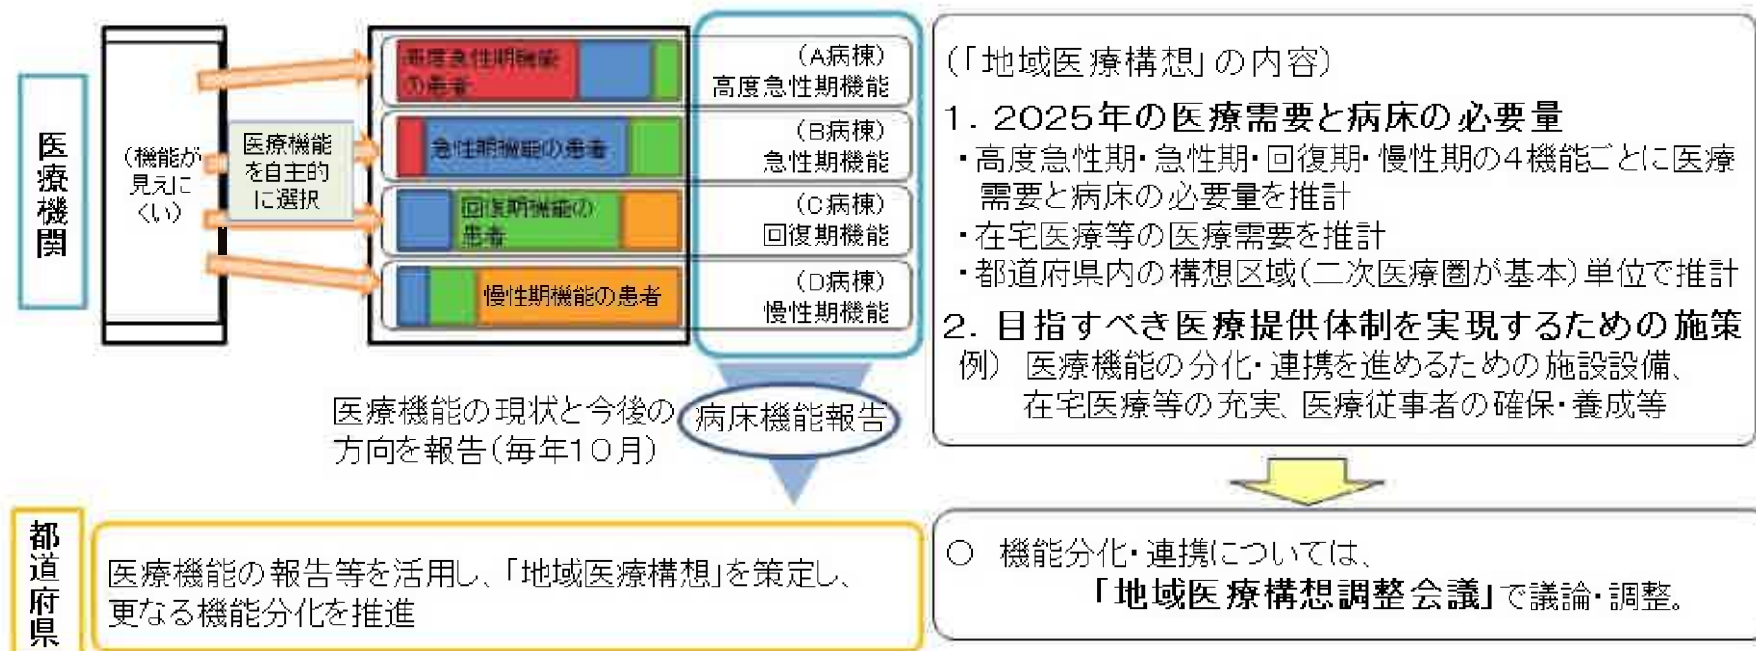 医療機関
(機能が
見えに
くい)
医療機能
を自主的
に選択
高度急性期機能
の患者
(A病棟)
高度急性期機能
急性期機能の患者
(B病棟)
急性期機能
回復期機能の
患者
(C病棟)
回復期機能
慢性期機能の患者
(D病棟)
慢性期機能
医療機能の現状と今後の
方向を報告(毎年10月)
病床機能報告
(「地域医療構想」の内容)
1. 2025年の医療需要と病床の必要量
・高度急性期・急性期・回復期・慢性期の4機能ごとに医療
需要と病床の必要量を推計
・在宅医療等の医療需要を推計
・都道府県内の構想区域(二次医療圏が基本)単位で推計
2. 目指すべき医療提供体制を実現するための施策
例) 医療機能の分化・連携を進めるための施設設備、
在宅医療等の充実、医療従事者の確保・養成等
都道府県
医療機能の報告等を活用し、「地域医療構想」を策定し、
更なる機能分化を推進
○ 機能分化・連携については、
「地域医療構想調整会議」で議論・調整。